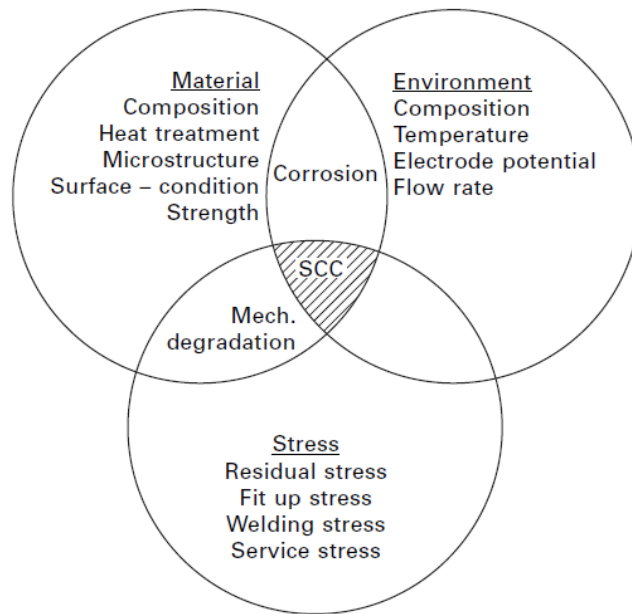 Material
Composition
Heat treatment
Microstructure
Surface – condition
Strength
Environment
Composition
Temperature
Electrode potential
Flow rate
Corrosion
SCC
Mech.
degradation
Stress
Residual stress
Fit up stress
Welding stress
Service stress